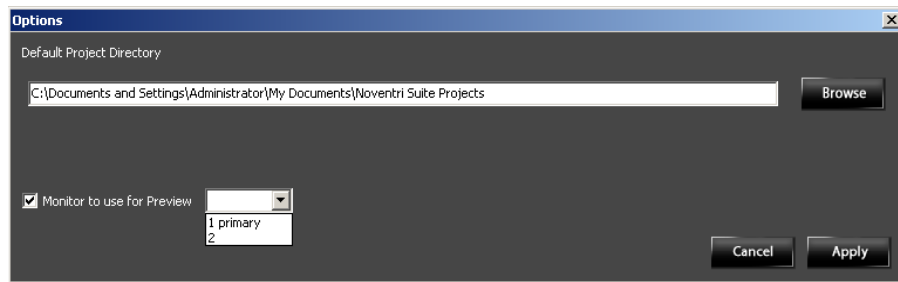 Options
Default Project Directory
C:\Documents and Settings\Administrator\My Documents\Noventri Suite Projects
Browse
Monitor to use for Preview
1 primary
2
Cancel
Apply